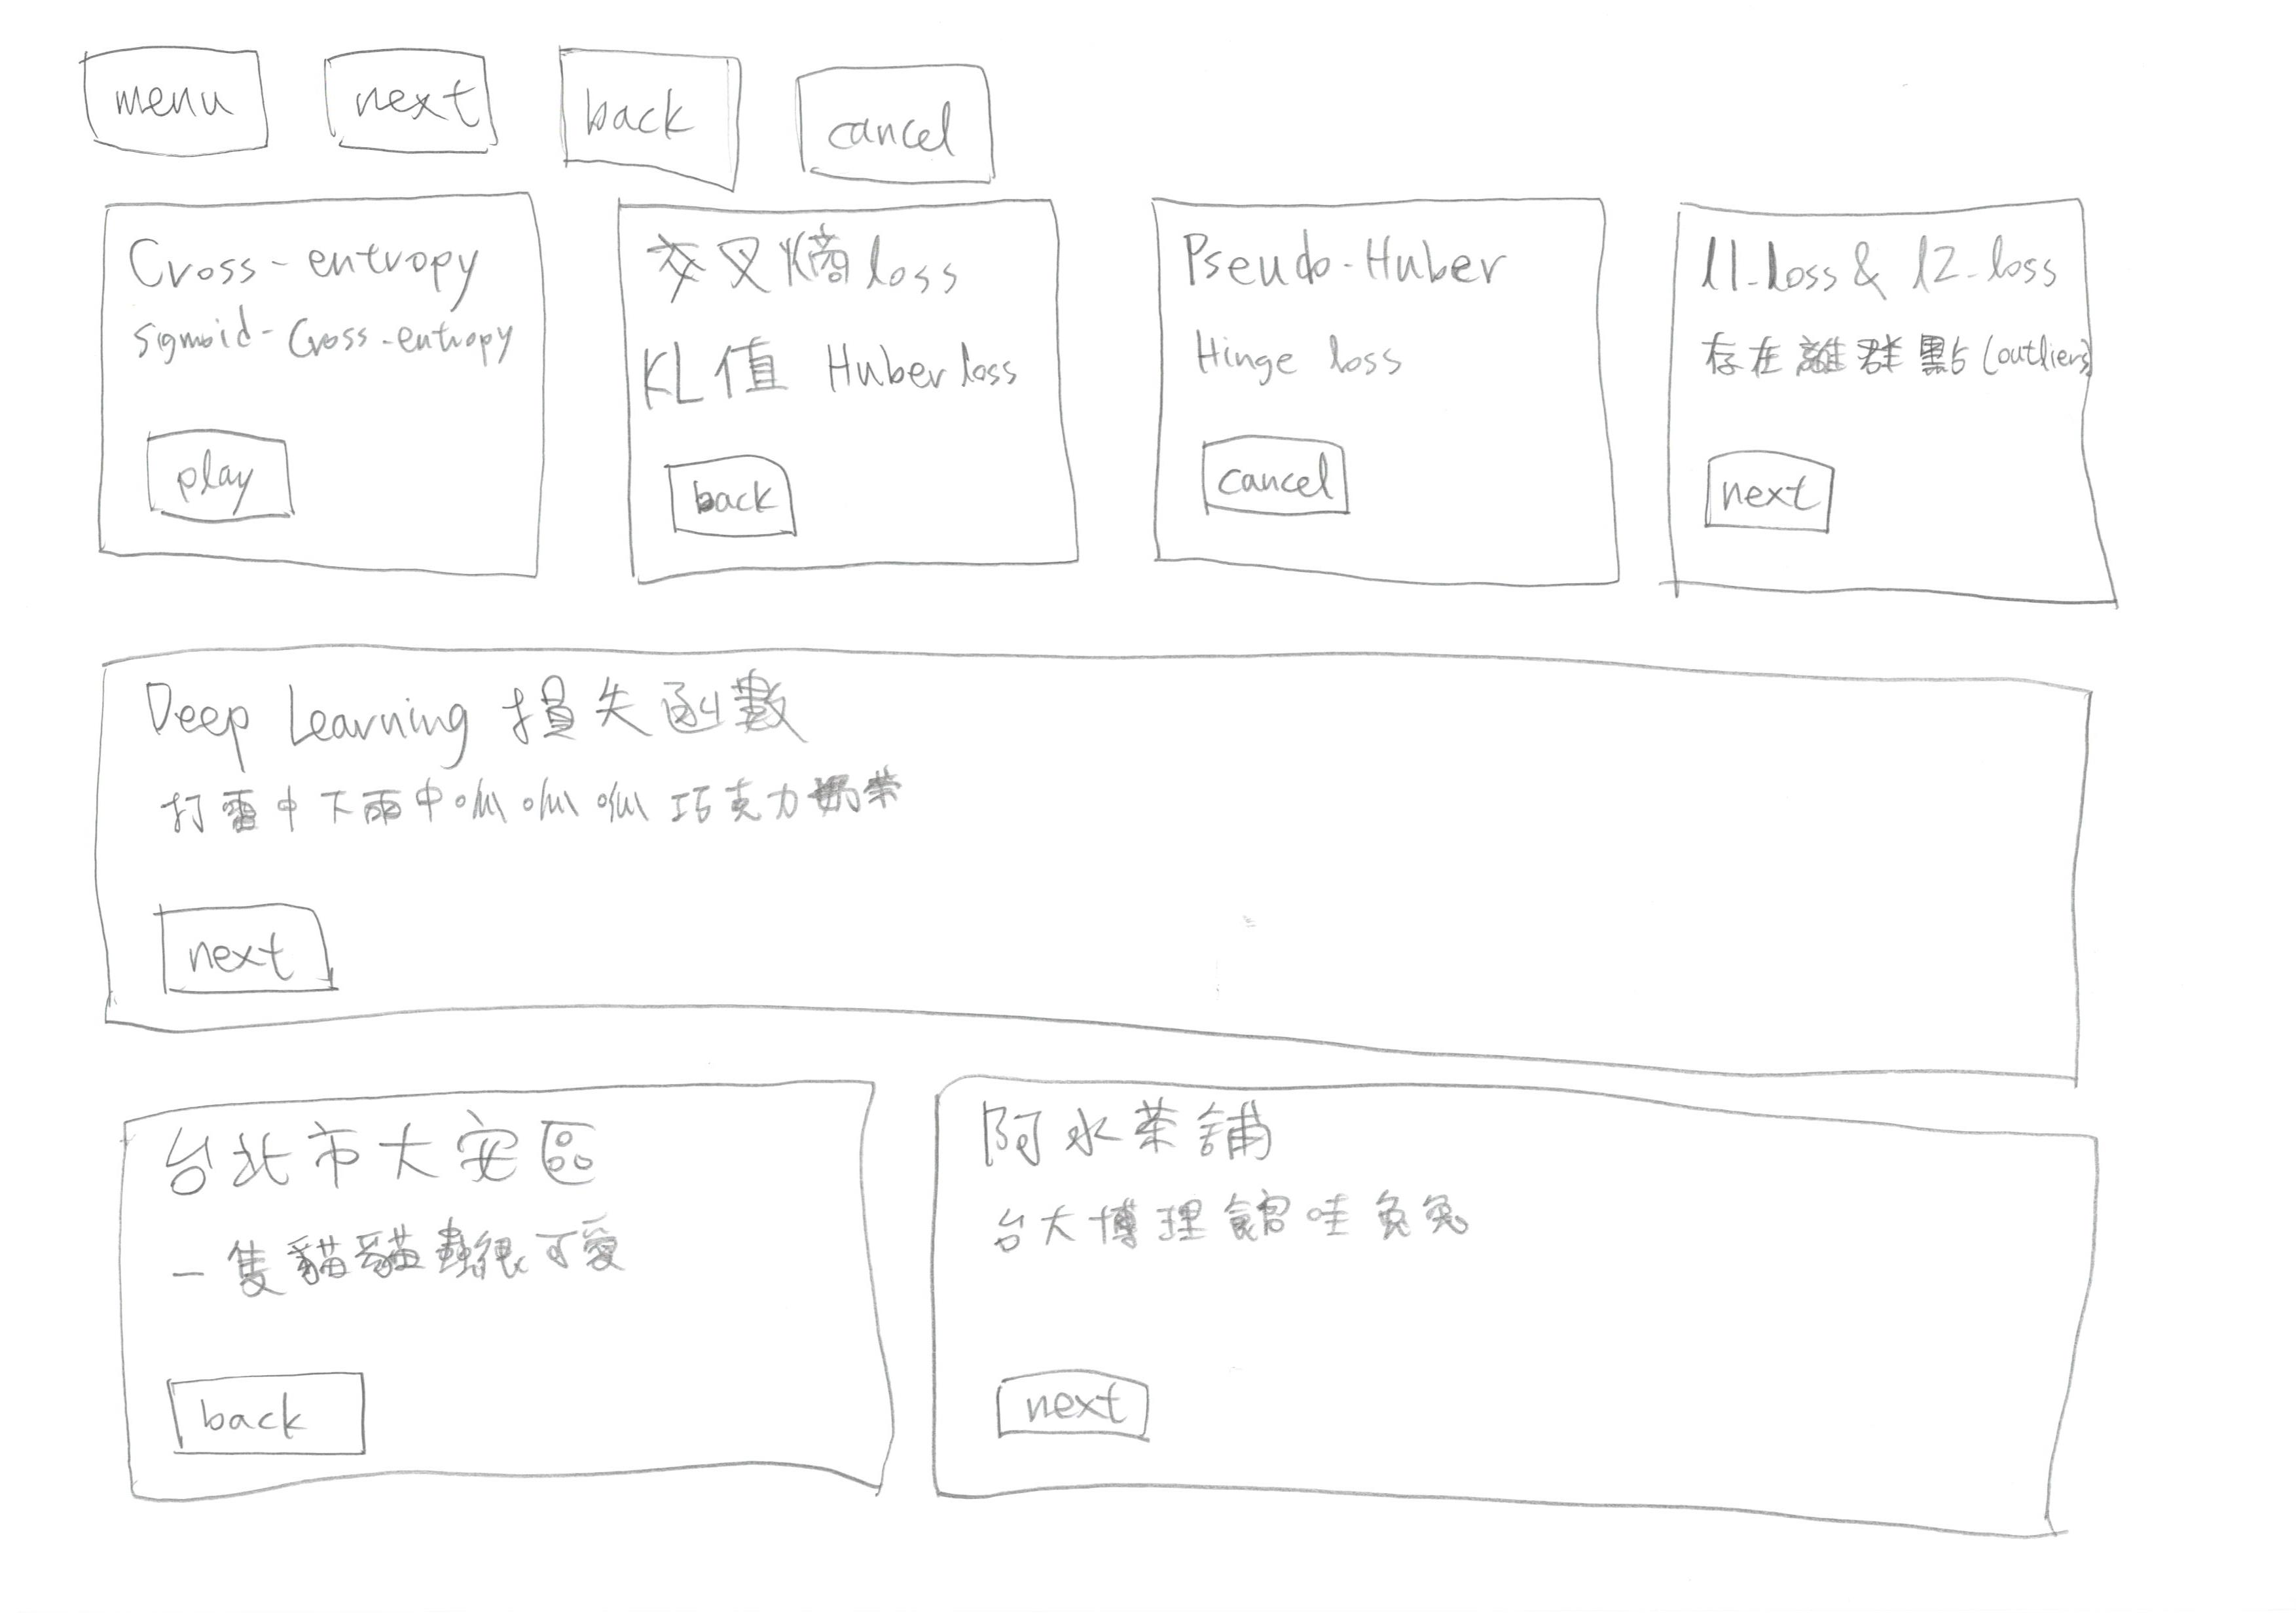 menu
next
back
cancel
Cross-entropy
Sigmoid-Cross-entropy
play
交叉熵 loss
KL值 Huber loss
back
Pseudo-Huber
Hinge loss
cancel
l1-loss & l2-loss
存在離群點 (outliers)
next
Deep Learning 損失函數
打雷中下雨中 巧克力奶茶
next
台北市大安區
一隻貓貓蟲很可愛
back
阿水茶舖
台大博理館哇兔兔
next